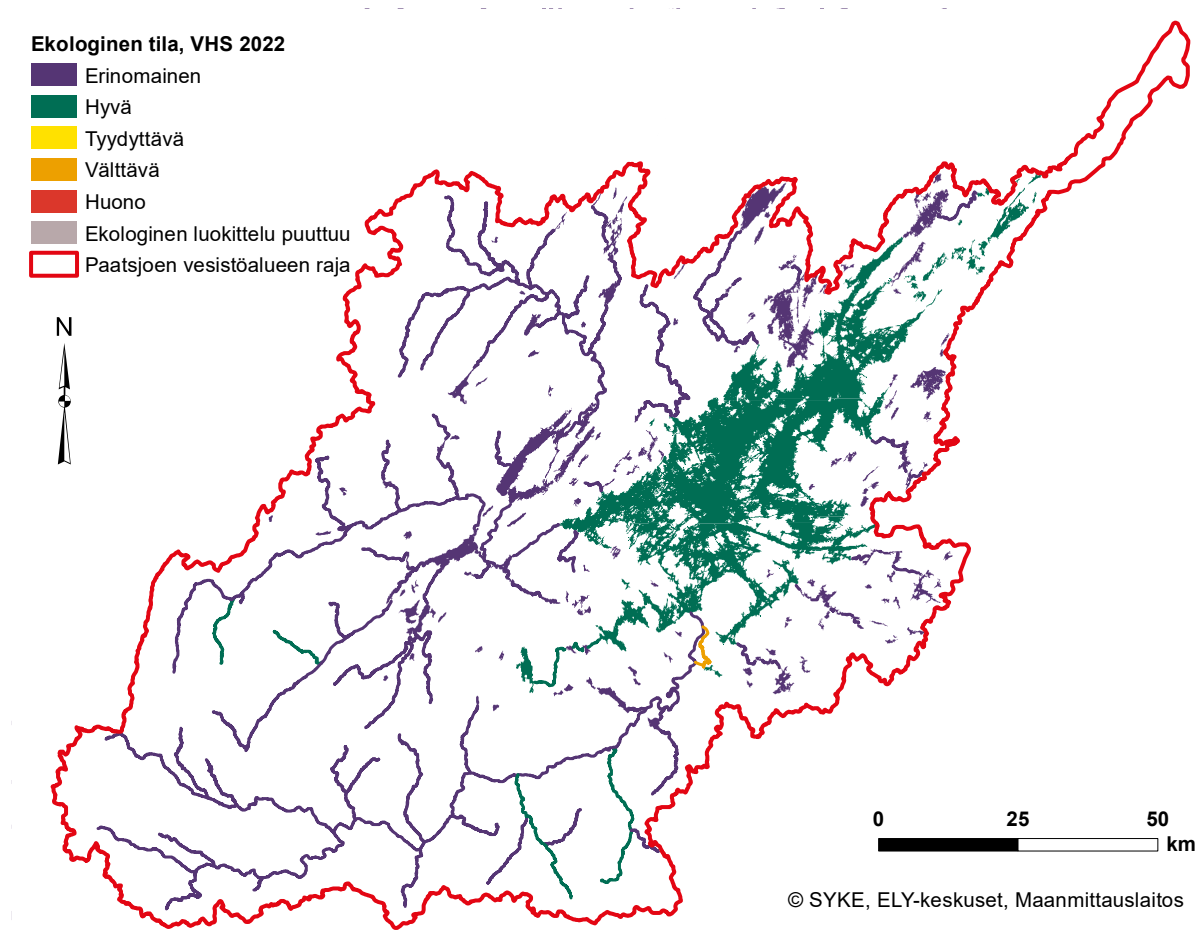 Ekologinen tila, VHS 2022
Erinomainen
Hyvä
Tyydyttävä
Välttävä
Huono
Ekologinen luokittelu puuttuu
Paatsjoen vesistöalueen raja
N
0 25 50
km
© SYKE, ELY-keskuset, Maanmittauslaitos